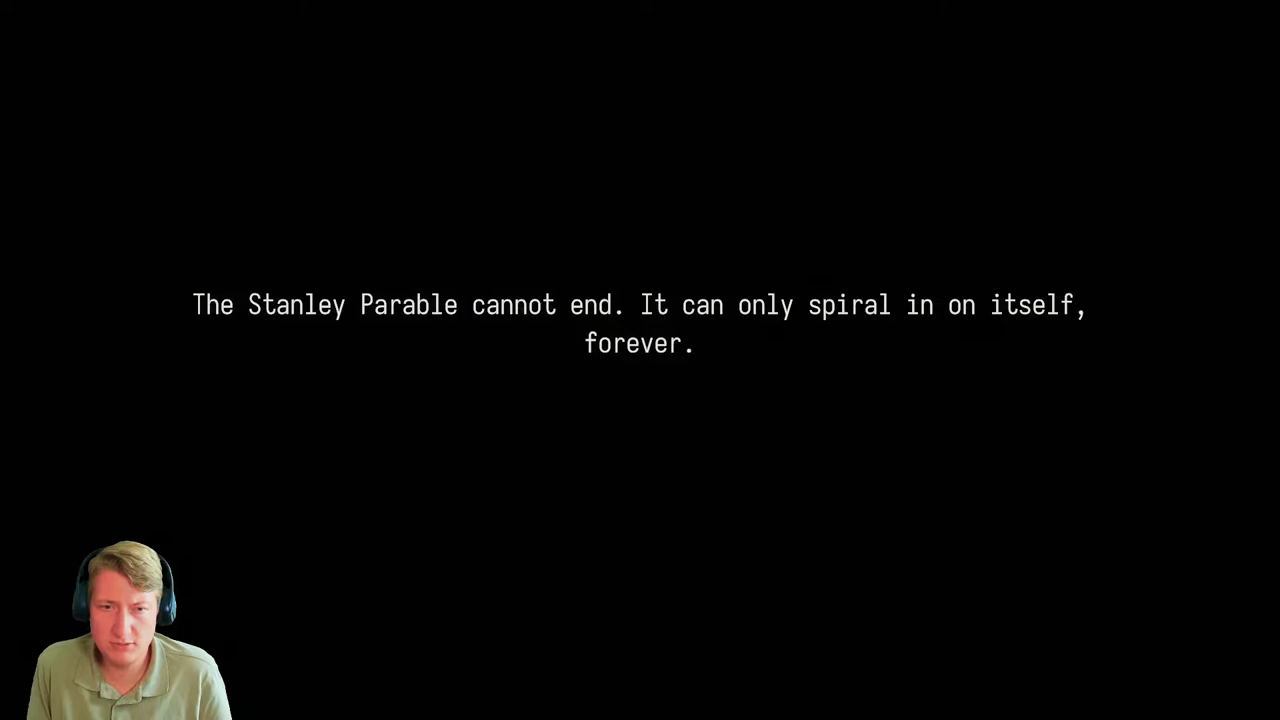 The Stanley Parable cannot end. It can only spiral in on itself,
forever.